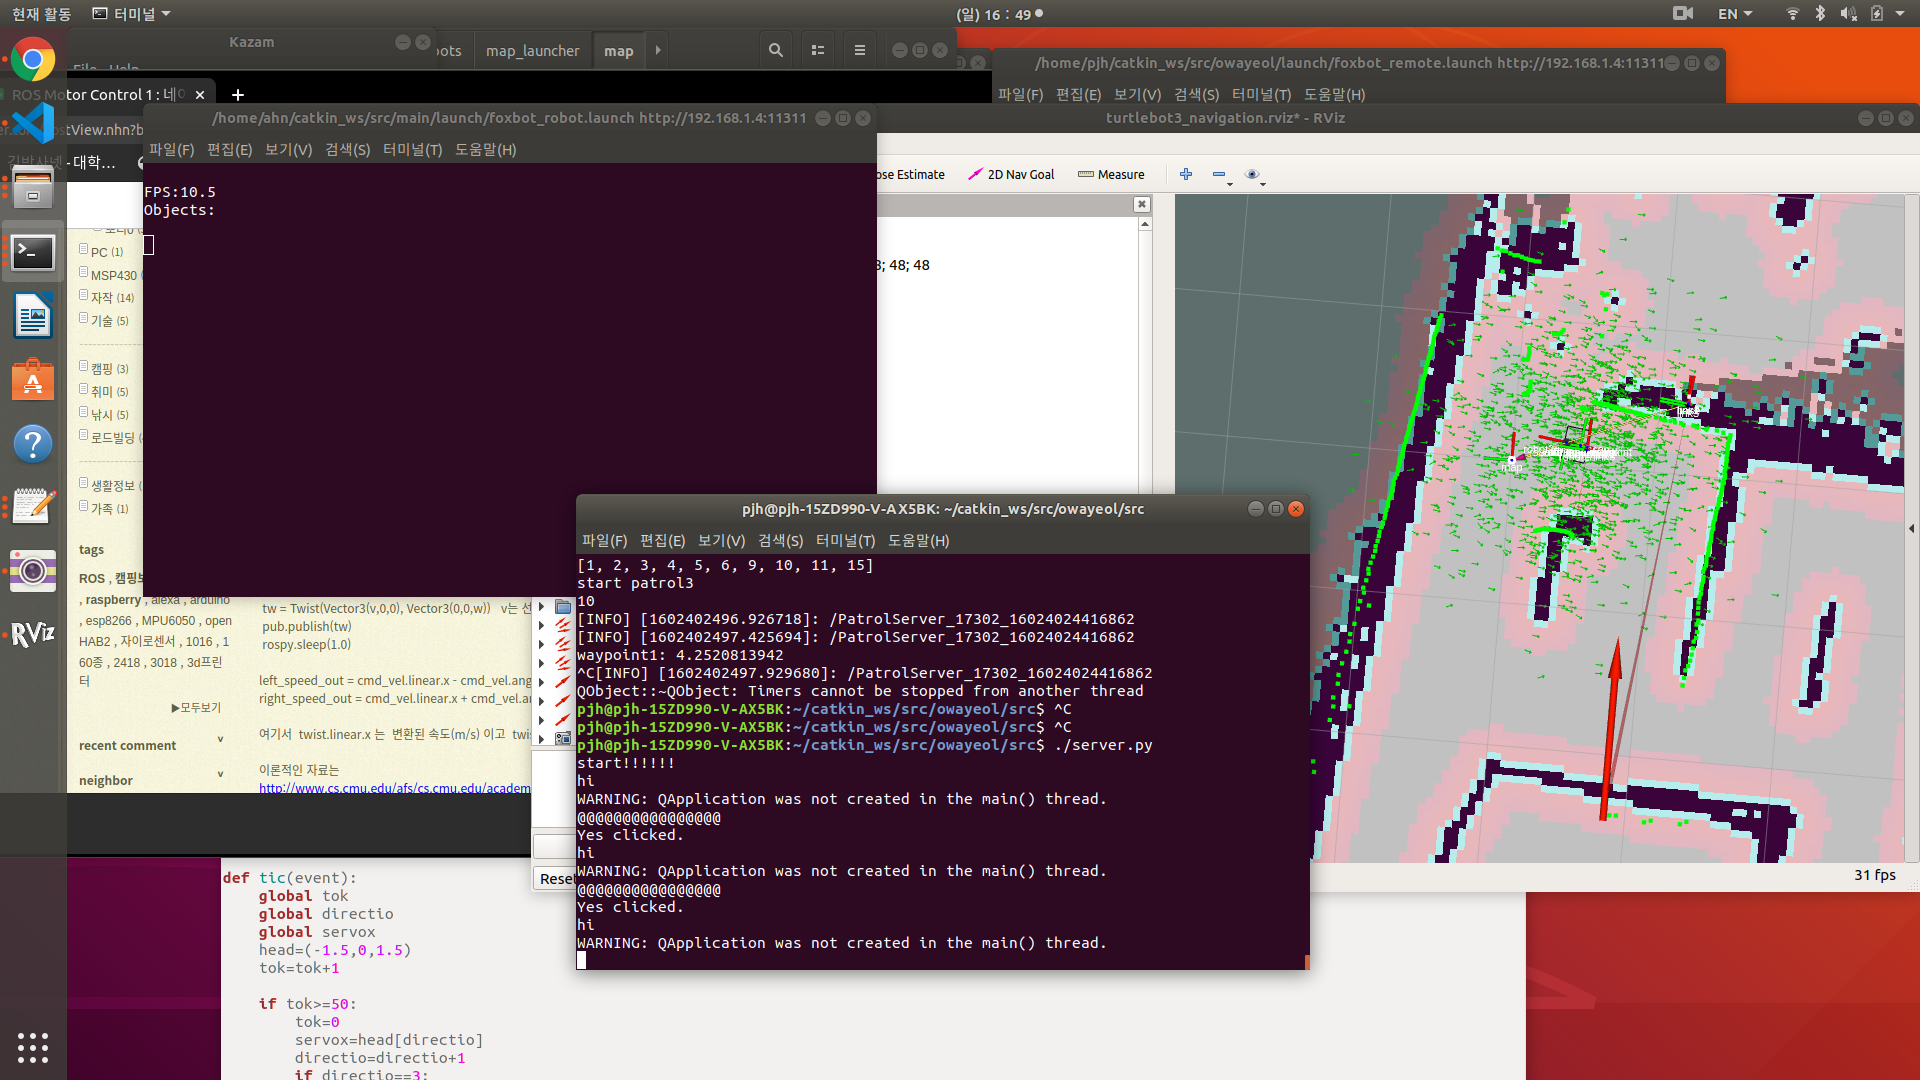 현재 활동
터미널
(일) 16 : 49
EN
Kazam
File Help
bots
map_launcher
map
ROS Motor Control 1 : 네이
/home/pjh/catkin_ws/src/owayeol/launch/foxbot_remote.launch http://192.168.1.4:11311
파일(F) 편집(E) 보기(V) 검색(S) 터미널(T) 도움말(H)
/home/ahn/catkin_ws/src/main/launch/foxbot_robot.launch http://192.168.1.4:11311
파일(F) 편집(E) 보기(V) 검색(S) 터미널(T) 도움말(H)
FPS:10.5
Objects:
turtlebot3_navigation.rviz* - RViz
ose Estimate
2D Nav Goal
Measure
8; 48; 48
map
31 fps
Reset
ostView.nhn?b
- 대학...
PC (1)
MSP430
자작 (14)
기술 (5)
캠핑 (3)
취미 (5)
낚시 (5)
로드빌딩
생활정보
가족 (1)
tags
ROS , 캠핑
, raspberry , alexa , arduino
, esp8266 , MPU6050 , open
HAB2 , 자이로센서 , 1016 , 1
60종 , 2418 , 3018 , 3d프린
터
▶모두보기
recent comment
neighbor
tw = Twist(Vector3(v,0,0), Vector3(0,0,w)) v는 선
pub.publish(tw)
rospy.sleep(1.0)
left_speed_out = cmd_vel.linear.x - cmd_vel.ang
right_speed_out = cmd_vel.linear.x + cmd_vel.an
여기서 twist.linear.x 는 변환된 속도(m/s) 이고 twis
이론적인 자료는
http://www.cs.cmu.edu/afs/cs.cmu.edu/academ
pjh@pjh-15ZD990-V-AX5BK: ~/catkin_ws/src/owayeol/src
파일(F) 편집(E) 보기(V) 검색(S) 터미널(T) 도움말(H)
[1, 2, 3, 4, 5, 6, 9, 10, 11, 15]
start patrol3
10
[INFO] [1602402496.926718]: /PatrolServer_17302_16024024416862
[INFO] [1602402497.425694]: /PatrolServer_17302_16024024416862
waypoint1: 4.2520813942
^C[INFO] [1602402497.929680]: /PatrolServer_17302_16024024416862
QObject::~QObject: Timers cannot be stopped from another thread
pjh@pjh-15ZD990-V-AX5BK:~/catkin_ws/src/owayeol/src$ ^C
pjh@pjh-15ZD990-V-AX5BK:~/catkin_ws/src/owayeol/src$ ^C
pjh@pjh-15ZD990-V-AX5BK:~/catkin_ws/src/owayeol/src$ ./server.py
start!!!!!!
hi
WARNING: QApplication was not created in the main() thread.
@@@@@@@@@@@@@@@@
Yes clicked.
hi
WARNING: QApplication was not created in the main() thread.
@@@@@@@@@@@@@@@@
Yes clicked.
hi
WARNING: QApplication was not created in the main() thread.
def tic(event):
global tok
global directio
global servox
head=(-1.5,0,1.5)
tok=tok+1
if tok>=50:
tok=0
servox=head[directio]
directio=directio+1
if directio==3:
RViz